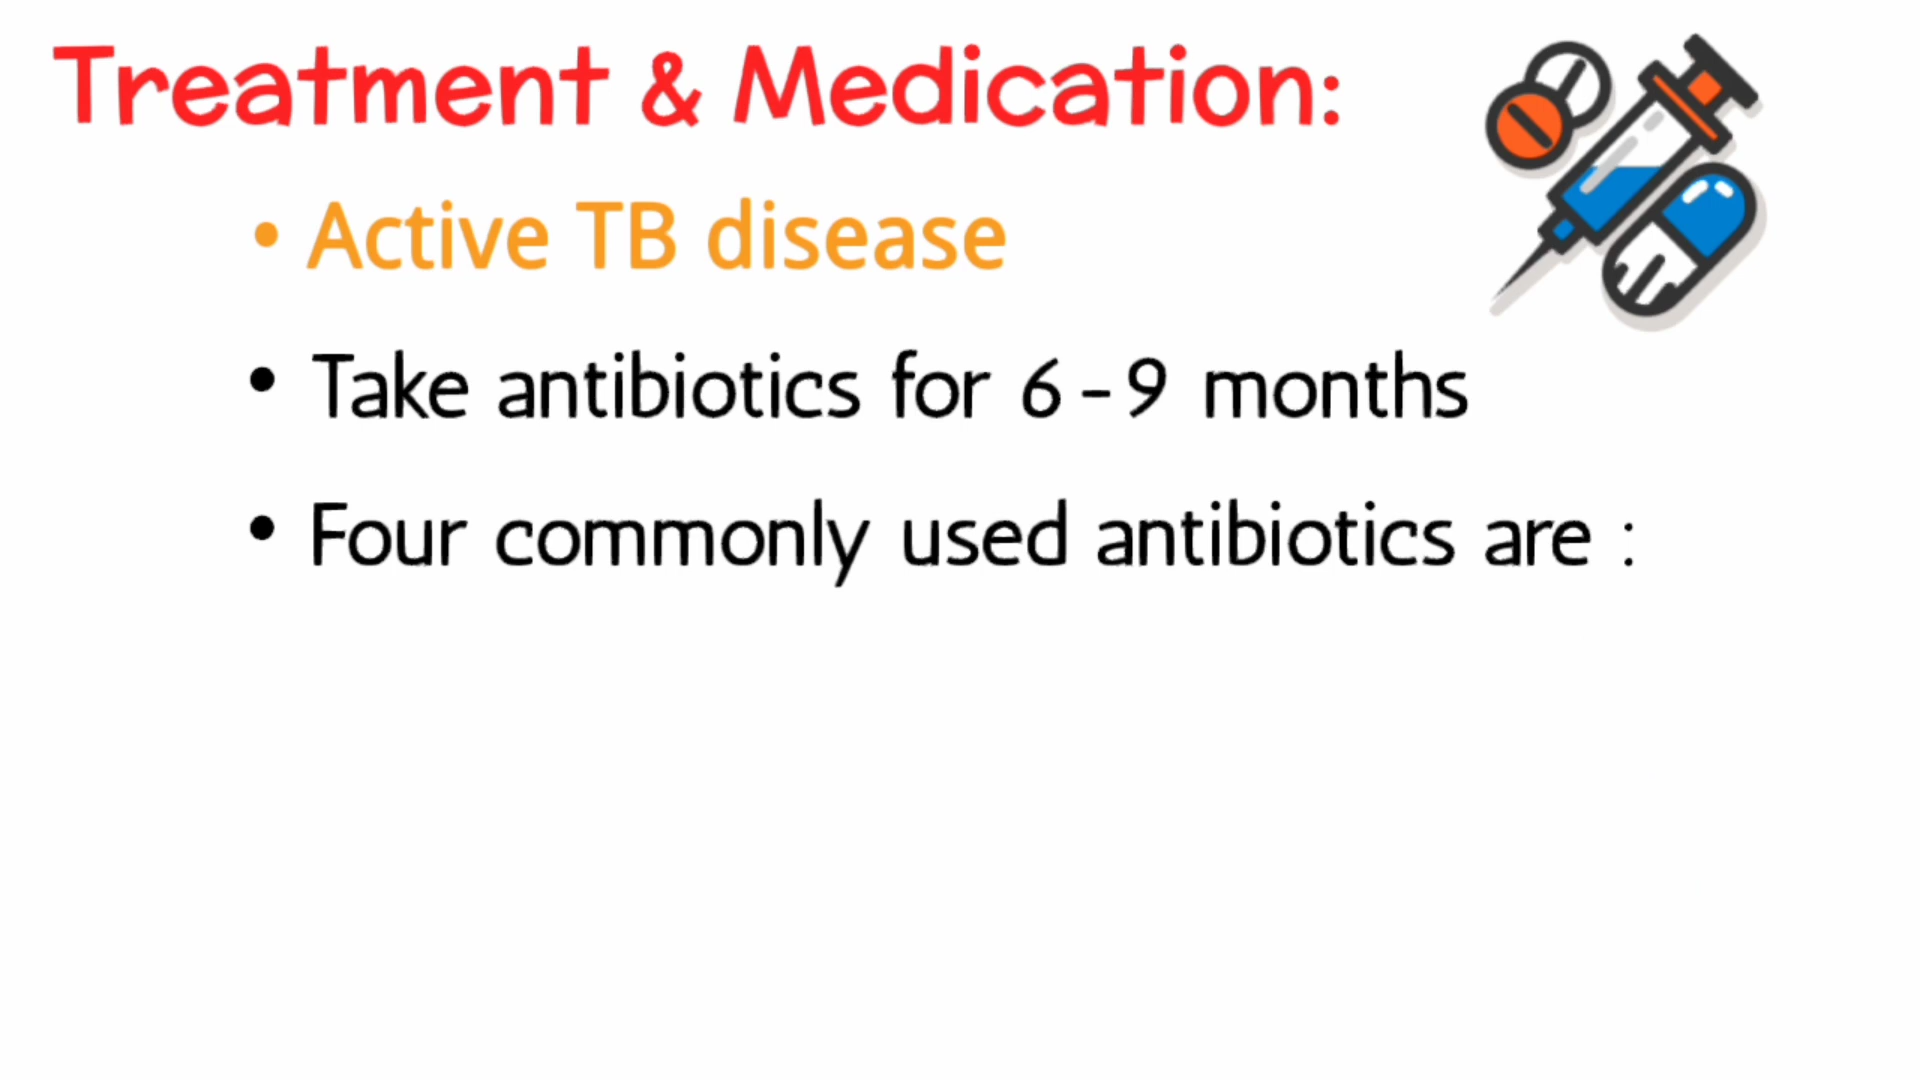 Treatment & Medication:
• Active TB disease
• Take antibiotics for 6-9 months
• Four commonly used antibiotics are :